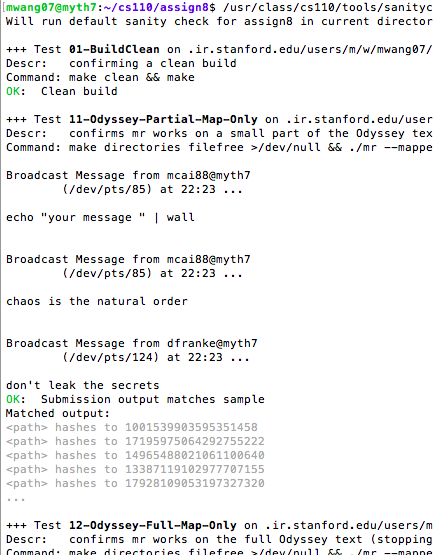 [mwang07@myth7:~/cs110/assign8$ /usr/class/cs110/tools/sanityc
Will run default sanity check for assign8 in current director
+++ Test 01-BuildClean on .ir.stanford.edu/users/m/w/mwang07/
Descr:   confirming a clean build
Command: make clean && make
OK:  Clean build
+++ Test 11-Odyssey-Partial-Map-Only on .ir.stanford.edu/user
Descr:   confirms mr works on a small part of the Odyssey tex
Command: make directories filefree >/dev/null && ./mr --mappe
Broadcast Message from mcai88@myth7
(/dev/pts/85) at 22:23 ...
echo "your message " | wall
Broadcast Message from mcai88@myth7
(/dev/pts/85) at 22:23 ...
chaos is the natural order
Broadcast Message from dfranke@myth7
(/dev/pts/124) at 22:23 ...
don't leak the secrets
OK:  Submission output matches sample
Matched output:
<path> hashes to 1001539903595351458
<path> hashes to 17195975064292755222
<path> hashes to 14965488021061100640
<path> hashes to 13387119102977707155
<path> hashes to 17928109053197327320
...
+++ Test 12-Odyssey-Full-Map-Only on .ir.stanford.edu/users/m
Descr:   confirms mr works on the full Odyssey text (stopping
Command: make directories filefree >/dev/null && ./mr --mappe